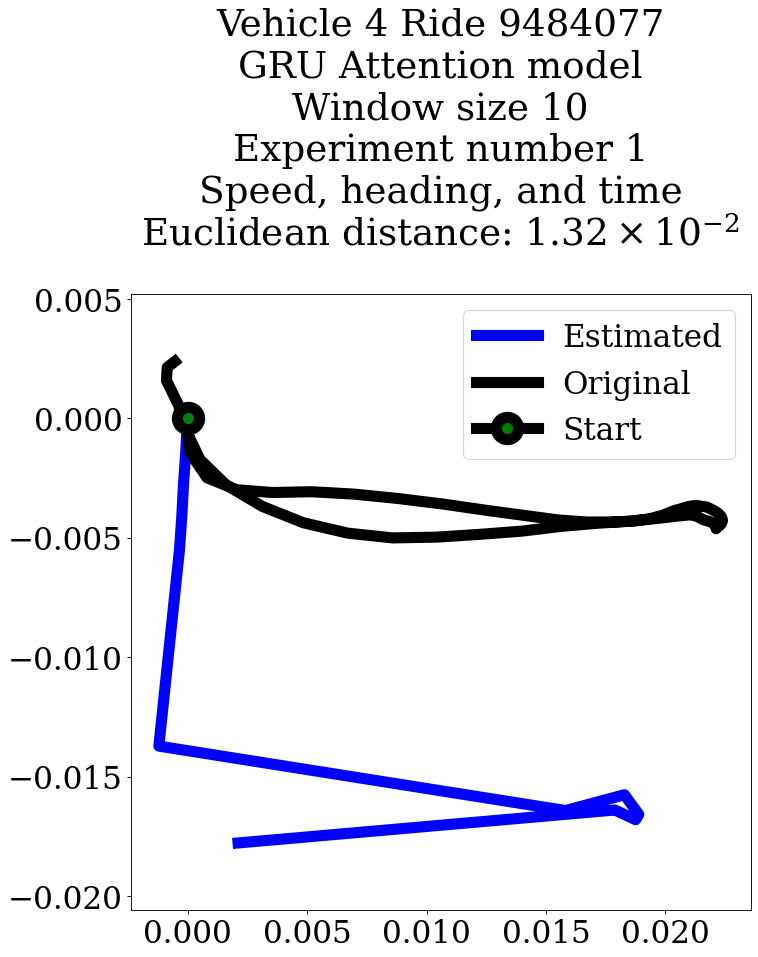 Vehicle 4 Ride 9484077
GRU Attention model
Window size 10
Experiment number 1
Speed, heading, and time
Euclidean distance: 1.32 × 10⁻²
Estimated
Original
Start
0.005
0.000
−0.005
−0.010
−0.015
−0.020
0.000 0.005 0.010 0.015 0.020